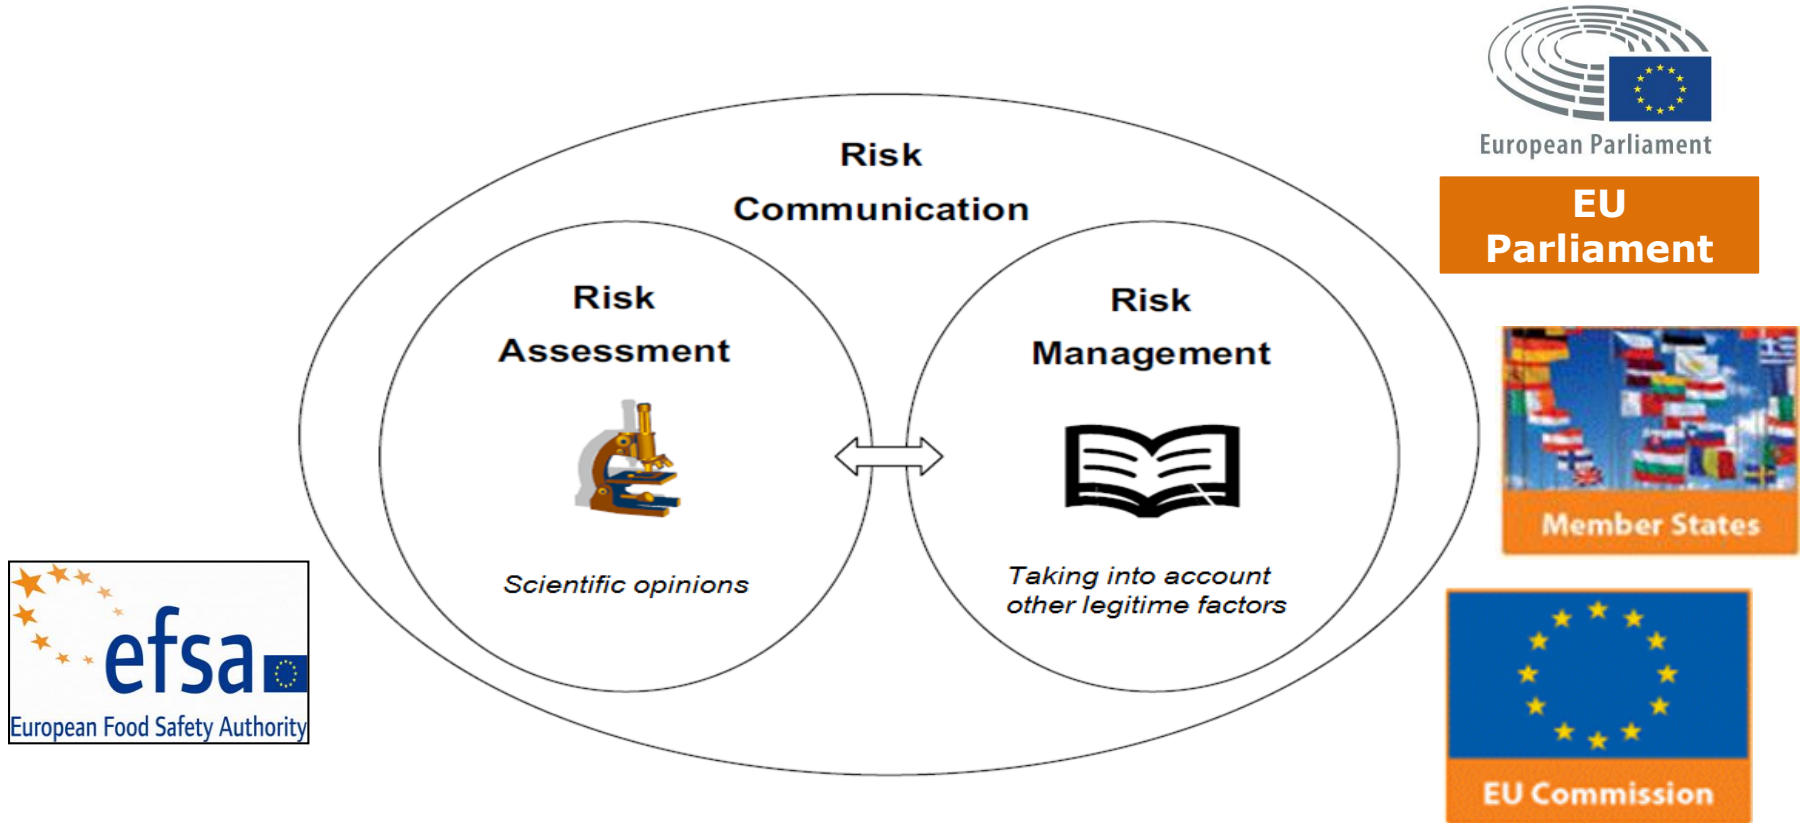 European Parliament
EU
Parliament
Risk
Communication
Risk
Assessment
Scientific opinions
Risk
Management
Taking into account
other legitime factors
Member States
efsa
European Food Safety Authority
EU Commission